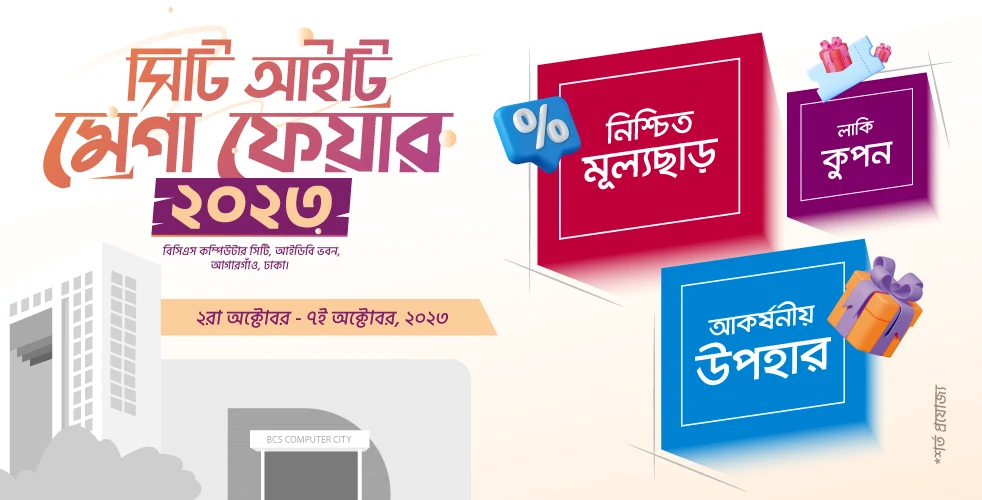 সিটি আইটি
মেগা ফেয়ার
২০২৩
বিসিএস কম্পিউটার সিটি, আইডিবি ভবন,
আগারগাঁও, ঢাকা।
২রা অক্টোবর - ৭ই অক্টোবর, ২০২৩
BCS COMPUTER CITY
%
নিশ্চিত
মূল্যছাড়
লাকি
কুপন
আকর্ষনীয়
উপহার
*শর্ত প্রযোজ্য